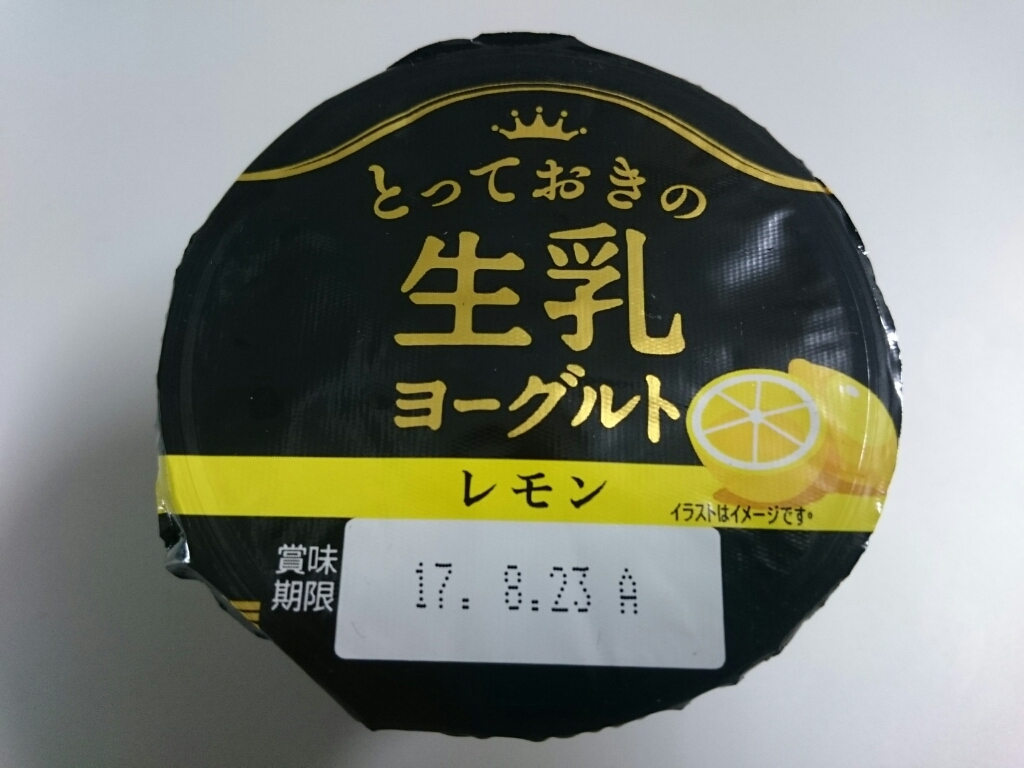 とっておきの
生乳
ヨーグルト
レモン
イラストはイメージです。
賞味
期限
17. 8.23 A